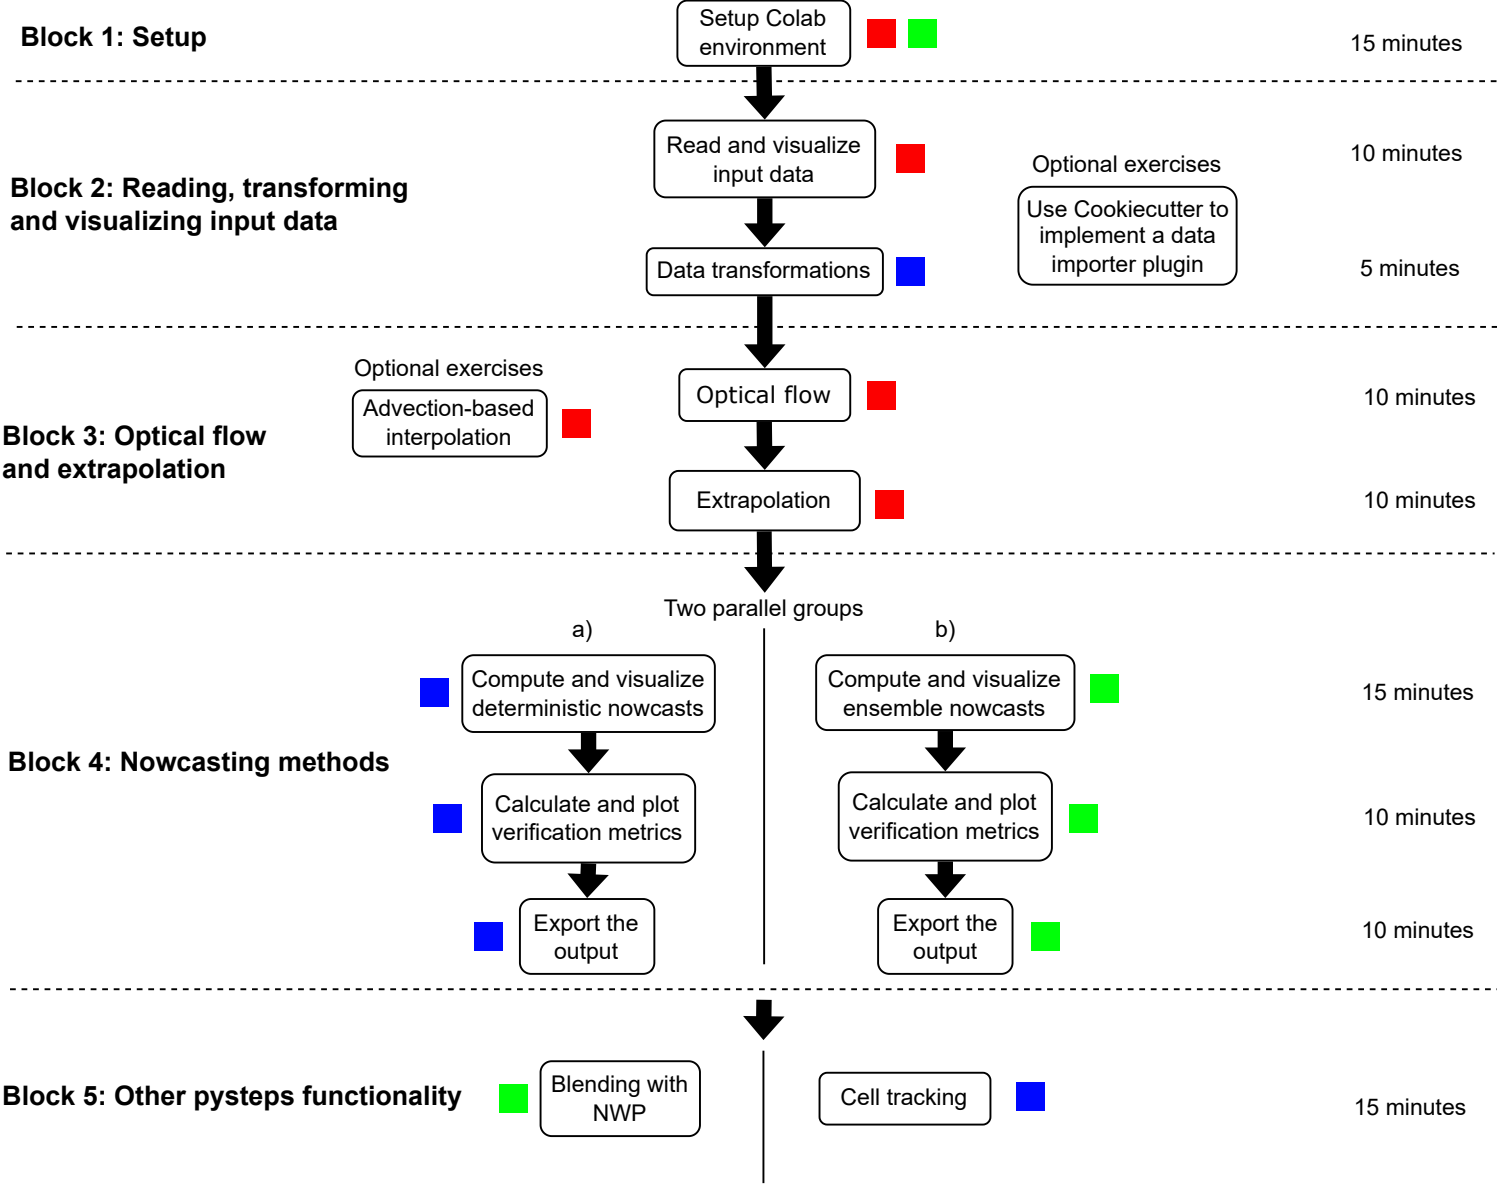 Block 1: Setup
Setup Colab
environment
15 minutes
Block 2: Reading, transforming
and visualizing input data
Read and visualize
input data
10 minutes
Optional exercises
Use Cookiecutter to
implement a data
importer plugin
Data transformations
5 minutes
Block 3: Optical flow
and extrapolation
Optional exercises
Advection-based
interpolation
Optical flow
10 minutes
Extrapolation
10 minutes
Two parallel groups
Block 4: Nowcasting methods
a)
Compute and visualize
deterministic nowcasts
Calculate and plot
verification metrics
Export the
output
b)
Compute and visualize
ensemble nowcasts
Calculate and plot
verification metrics
Export the
output
15 minutes
10 minutes
10 minutes
Block 5: Other pysteps functionality
Blending with
NWP
Cell tracking
15 minutes